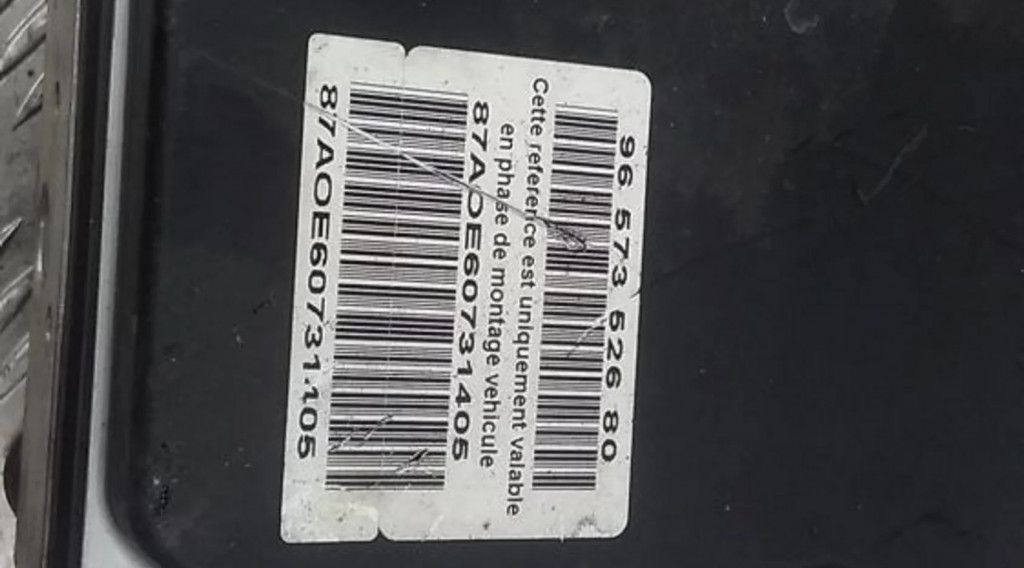 96 573 526 80
Cette reference est uniquement valable
en phase de montage vehicule
87AOE60731405
87AOE60731405